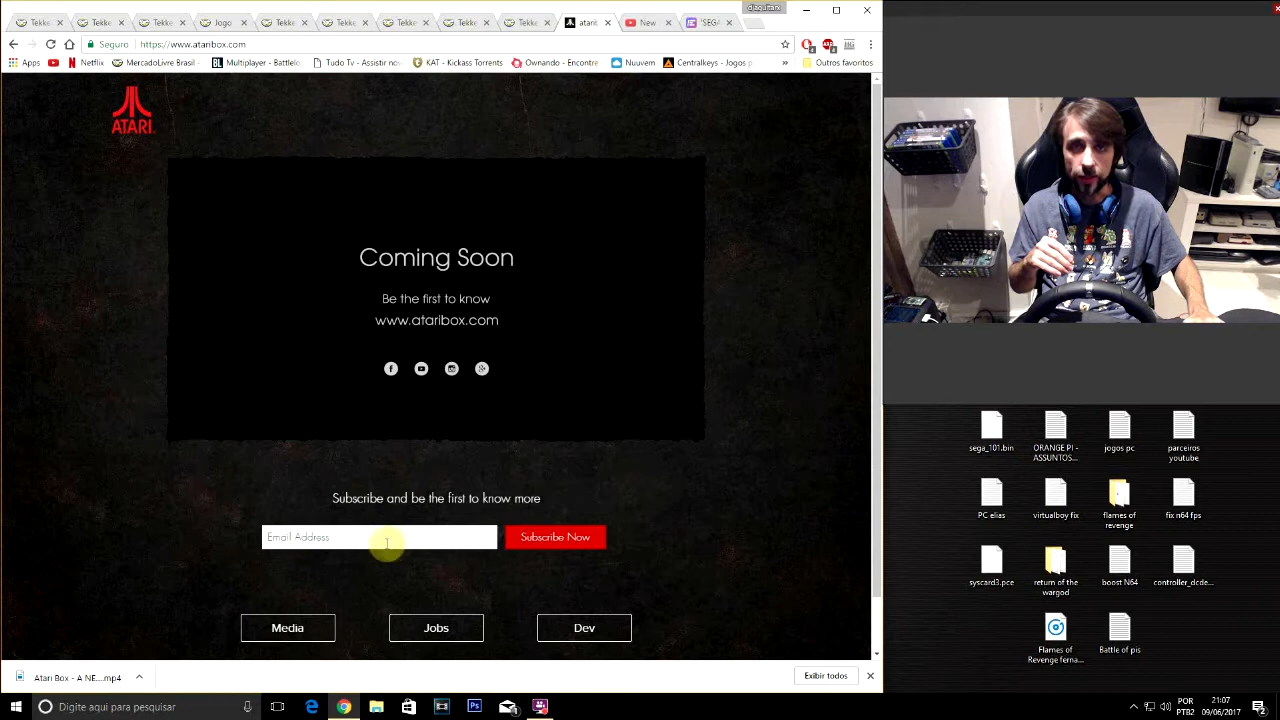 djaguitarx
Tekke
Tekke
Tekke
Jogo
Tekke
Tekke
Tekke
Tekke
Tekke
atarib
New
'SEGA
Seguro
https://www.ataribox.com
Apps
Netflix
MercadoLivre Brasil -
Multiplayer - Battlelo
Tudo Tv - Assistir nov
KAT - Kickass Torrents
Ownando - Encontre
Nuuvem
Centralkeys - Jogos p
Outros favoritos
ATARI
Coming Soon
Be the first to know
www.ataribox.com
Subscribe and be the first to know more
Email Address
Subscribe Now
Media
Jobs
Dev
sega_101.bin
ORANGE PI - ASSUNTOS...
jogos pc
parceiros youtube
PC elias
virtualboy fix
flames of revenge
fix n64 fps
syscard3.pce
return of the wargod
boost N64
controller_dcde...
Flames of Revenge ferna...
Battle of pis
Atari Box - A NE....mp4
Exibir todos
Digite aqui para pesquisar
POR
PTB2
21:07
09/06/2017